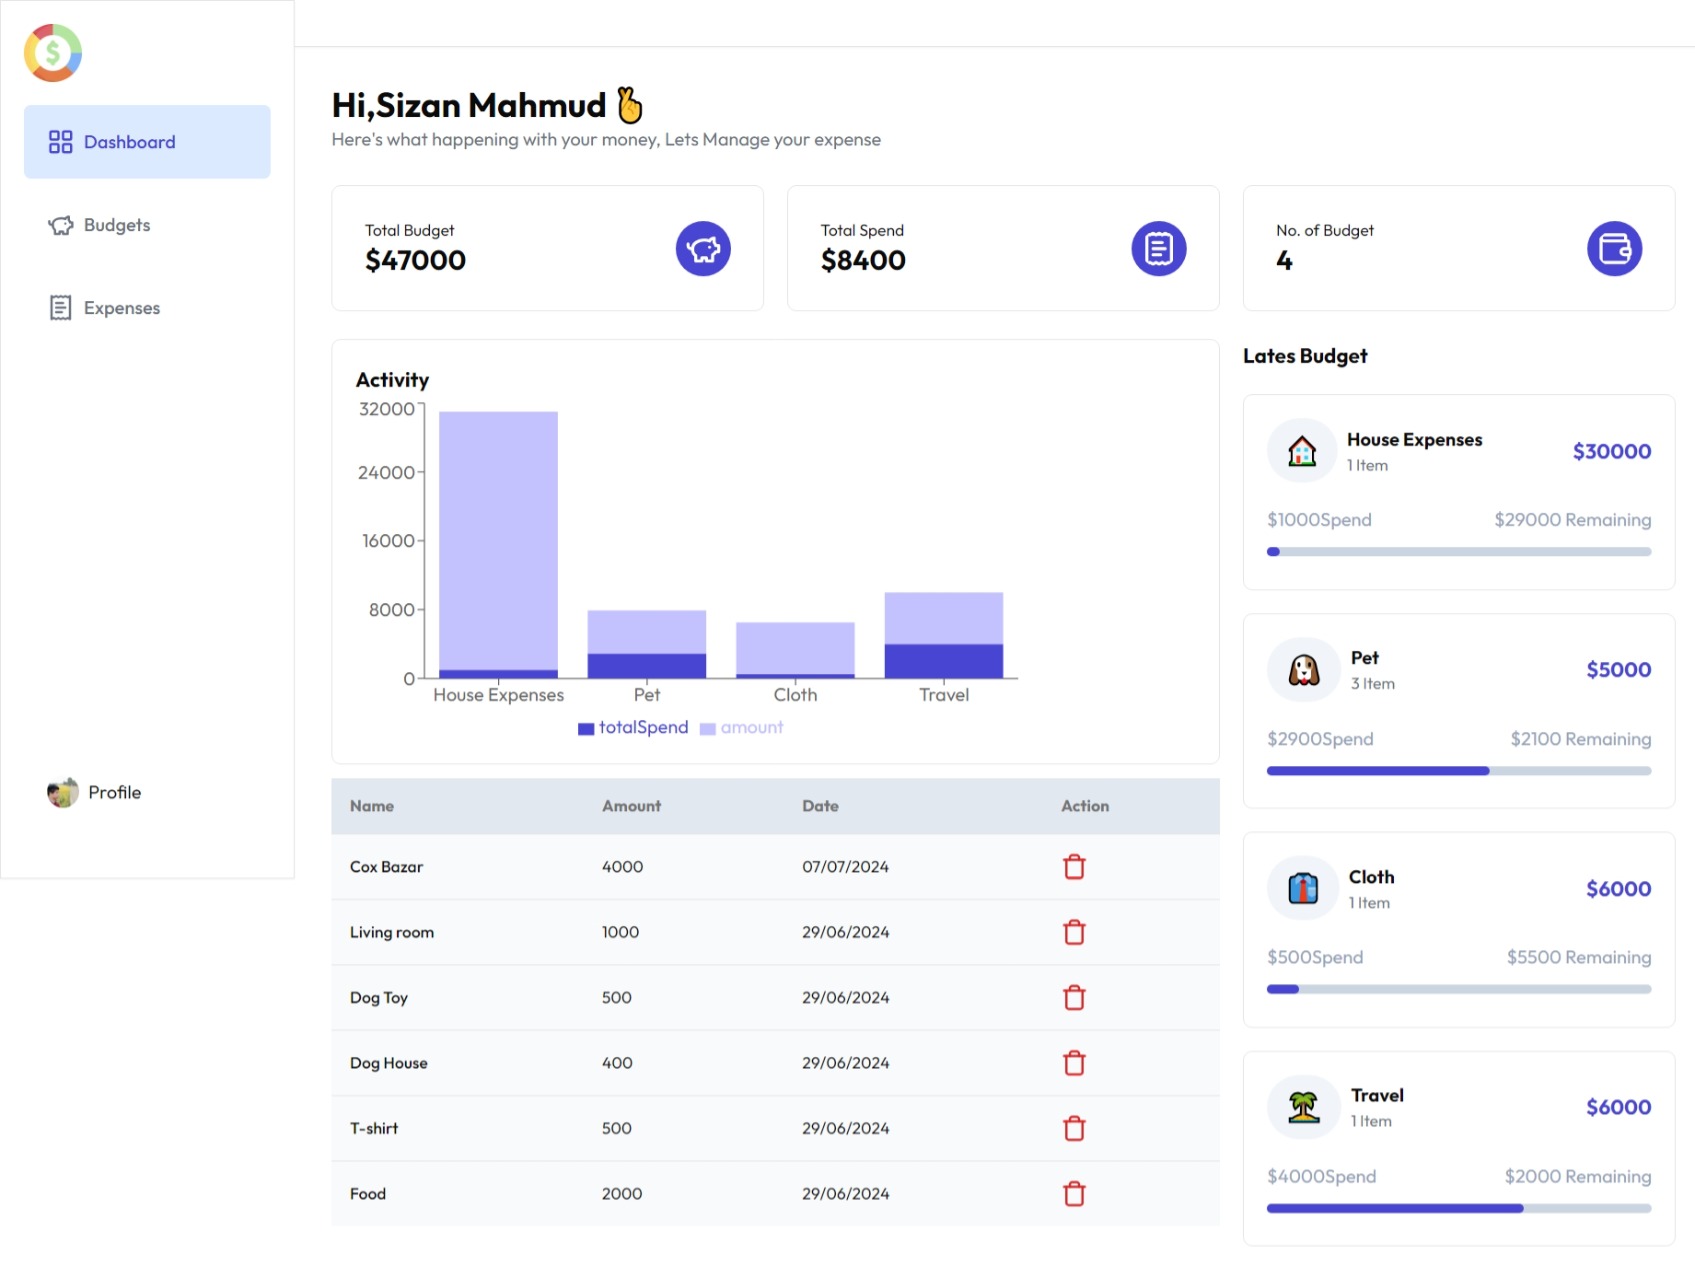 $
Dashboard
Budgets
Expenses
Profile
Hi,Sizan Mahmud
Here's what happening with your money, Lets Manage your expense
Total Budget
$47000
Total Spend
$8400
No. of Budget
4
Activity
32000
24000
16000
8000
0
House Expenses Pet Cloth Travel
totalSpend amount
Name Amount Date Action
Cox Bazar 4000 07/07/2024
Living room 1000 29/06/2024
Dog Toy 500 29/06/2024
Dog House 400 29/06/2024
T-shirt 500 29/06/2024
Food 2000 29/06/2024
Lates Budget
House Expenses
1 Item
$30000
$1000Spend $29000 Remaining
Pet
3 Item
$5000
$2900Spend $2100 Remaining
Cloth
1 Item
$6000
$500Spend $5500 Remaining
Travel
1 Item
$6000
$4000Spend $2000 Remaining